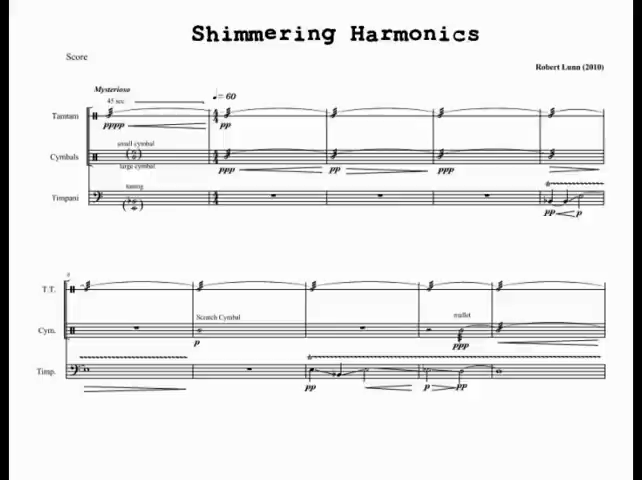 Shimmering Harmonics
Score
Robert Lunn (2010)
Mysterioso
45 sec.
♩= 60
Tamtam
pppp
pp
small cymbal
Cymbals
large cymbal
ppp
pp
ppp
tuning
Timpani
pp
p
T.T.
Scratch Cymbal
mallet
Cym.
p
ppp
Timp.
pp
p
pp